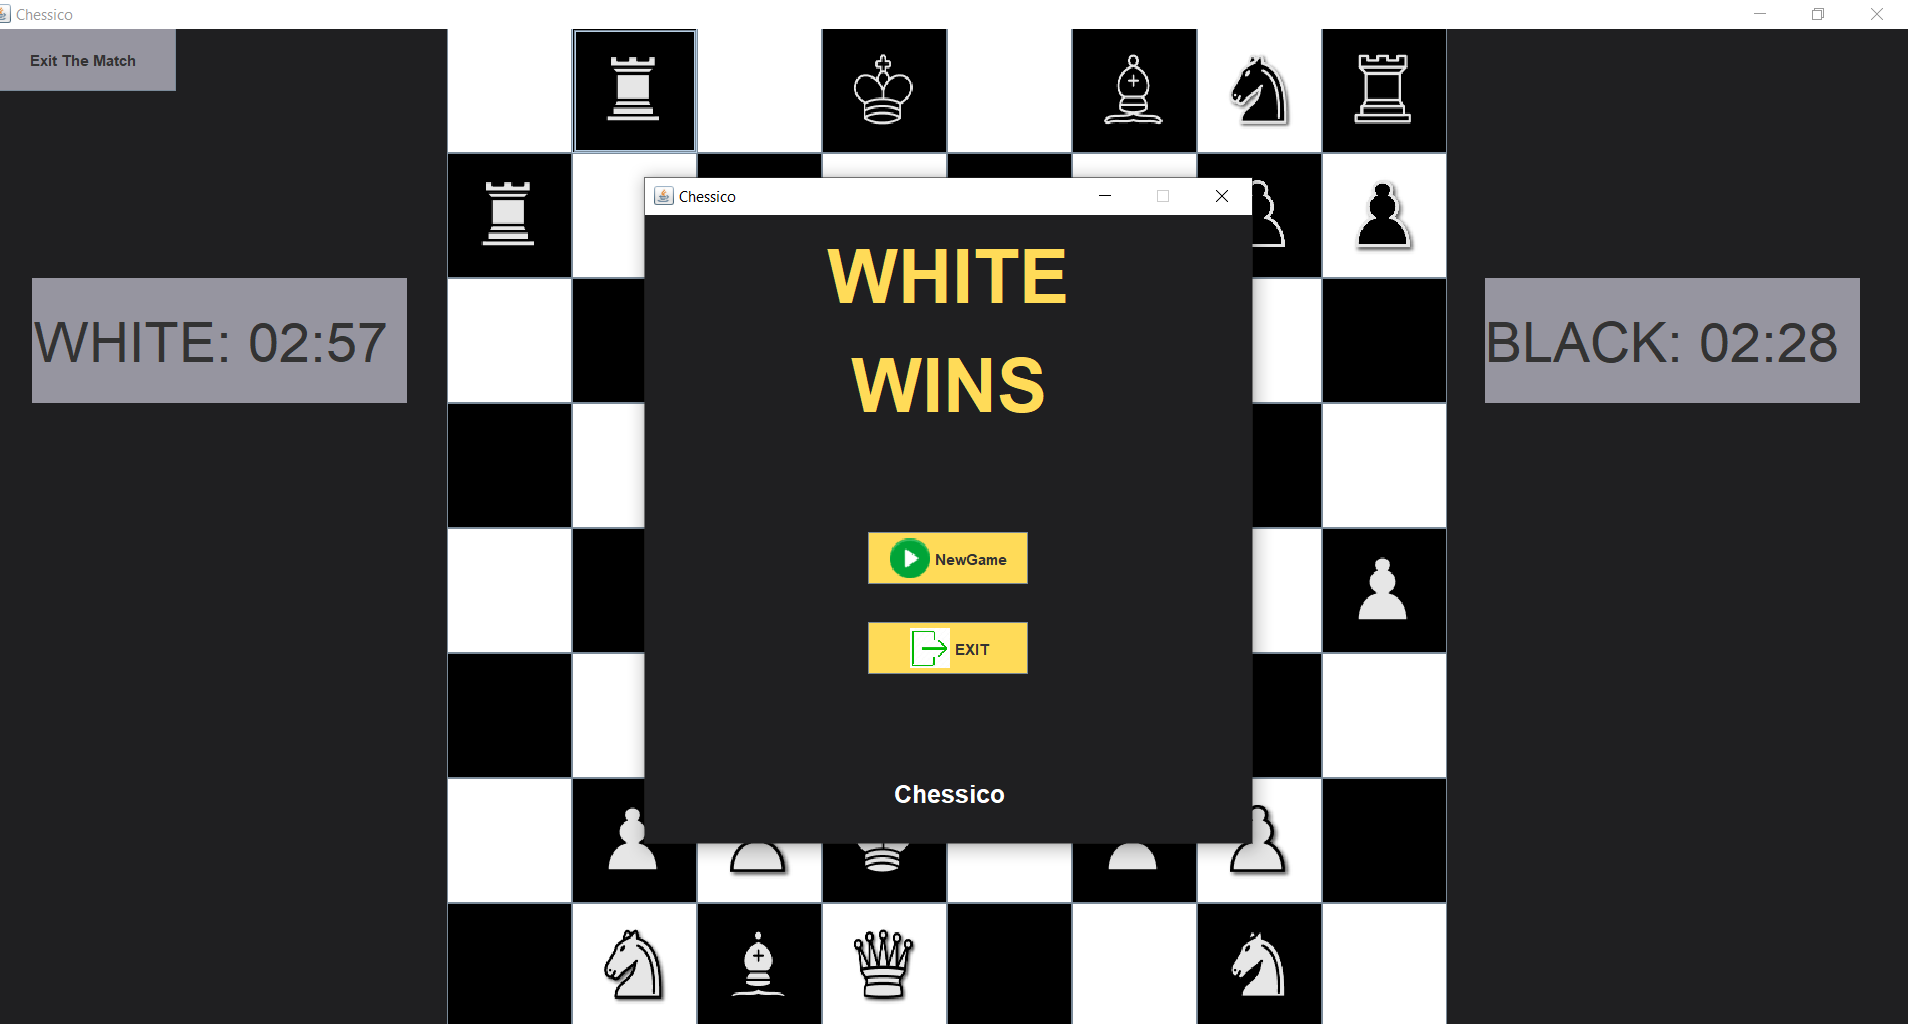 Chessico
Exit The Match
Chessico
WHITE
WINS
WHITE: 02:57
BLACK: 02:28
NewGame
EXIT
Chessico